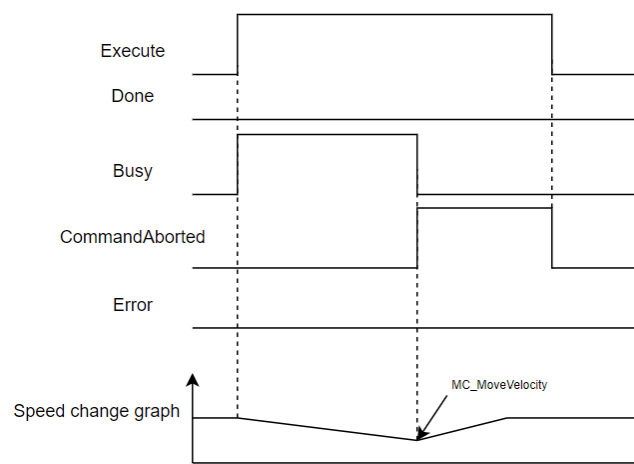 Execute
Done
Busy
CommandAborted
Error
MC_MoveVelocity
Speed change graph